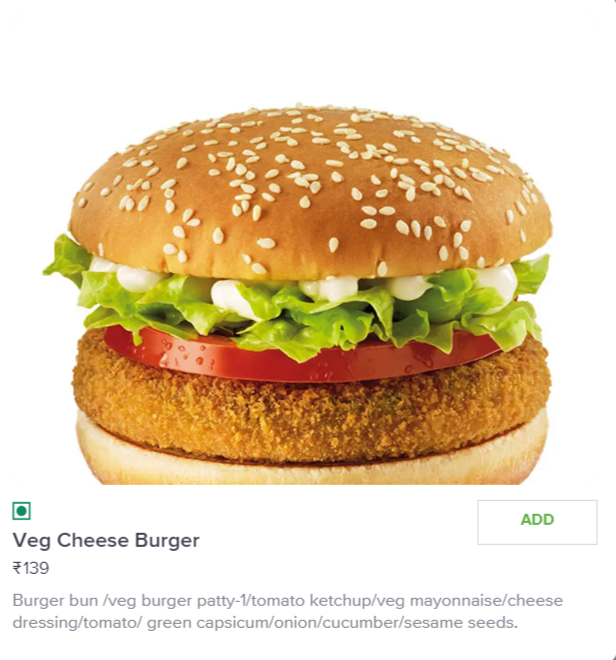 ADD
Veg Cheese Burger
₹139
Burger bun /veg burger patty-1/tomato ketchup/veg mayonnaise/cheese
dressing/tomato/ green capsicum/onion/cucumber/sesame seeds.